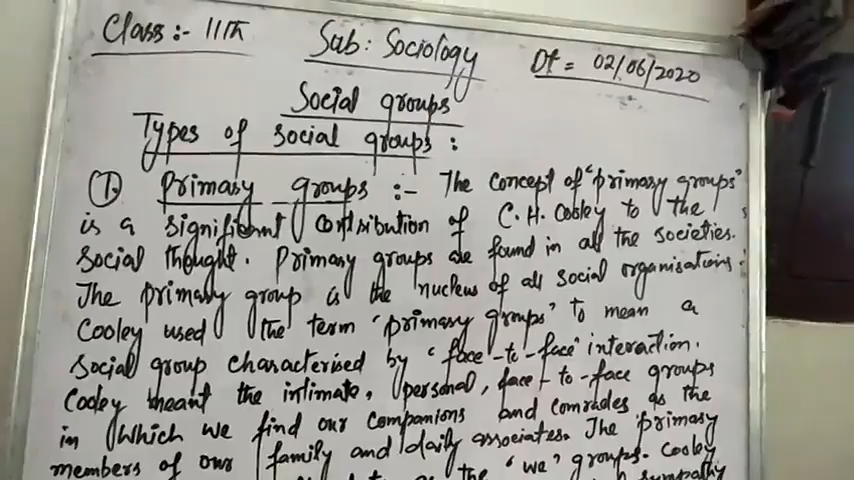 Class:- 11th Sub: Sociology Dt = 02/06/2020
Social groups
Types of social groups:
① Primary groups :- The concept of "primary groups"
is a significant contribution of C.H. Cooley to the
Social thought. Primary groups are found in all the societies.
The primary group is the nucleus of all social organisations.
Cooley used the term 'primary groups' to mean a
Social group characterised by 'face-to-face' interaction.
Cooley meant the intimate, personal, face-to-face groups
in which we find our companions and comrades as the
members of our family and daily associates. The primary
the 'we' groups. Cooley
sympathy